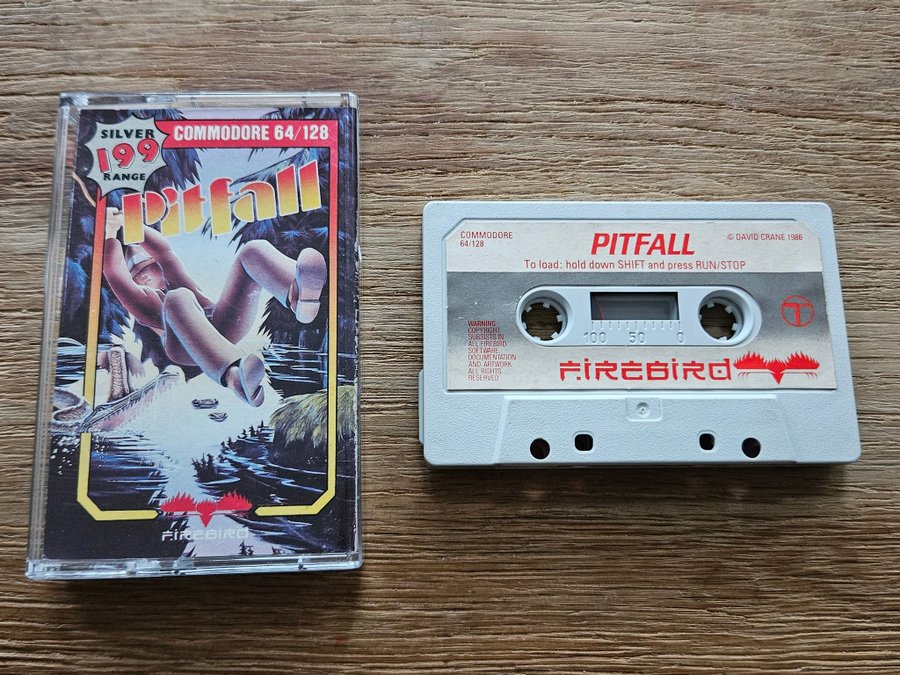 SILVER
199
RANGE
COMMODORE 64/128
Pitfall
FIREBIRD
COMMODORE
64/128
PITFALL
© DAVID CRANE 1986
To load: hold down SHIFT and press RUN/STOP
WARNING
COPYRIGHT
SUBSISTS IN
ALL FIREBIRD
SOFTWARE
DOCUMENTATION
AND ARTWORK
ALL RIGHTS
RESERVED
100 50 0
FIREBIRD